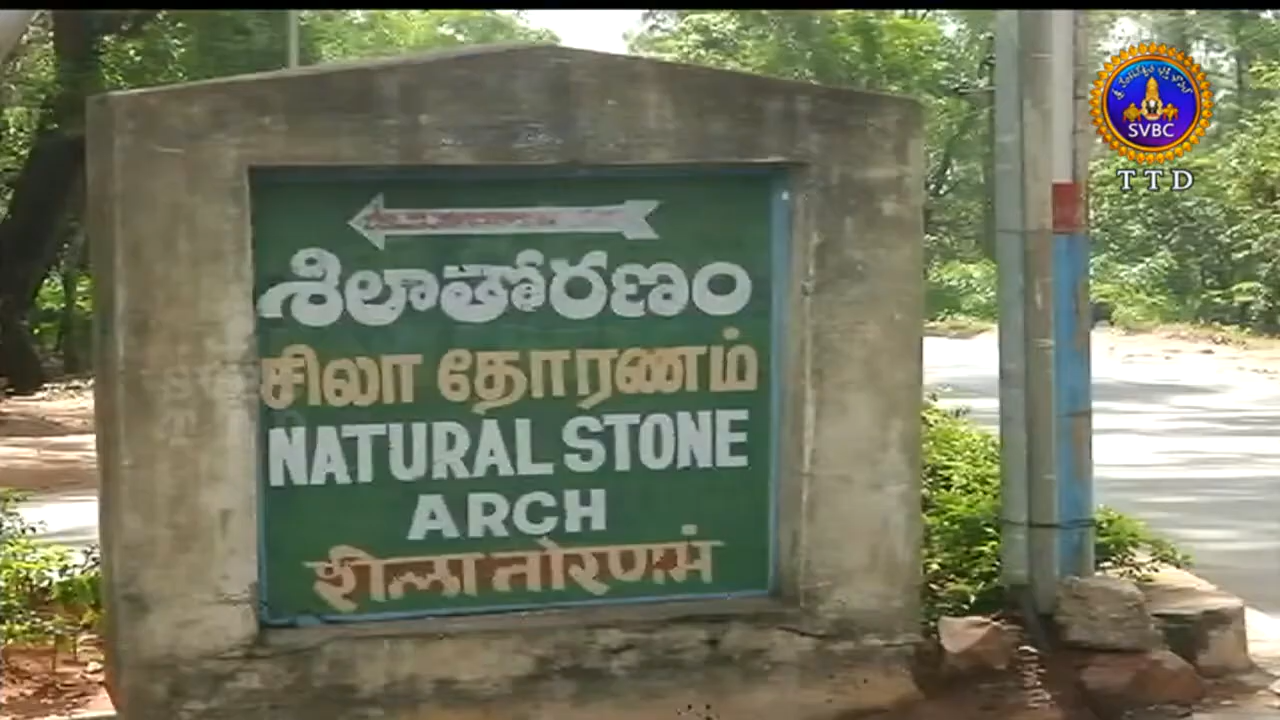 శిలాతోరణం
சிலா தோரணம்
NATURAL STONE
ARCH
शीला तोरणमं
SVBC
TTD